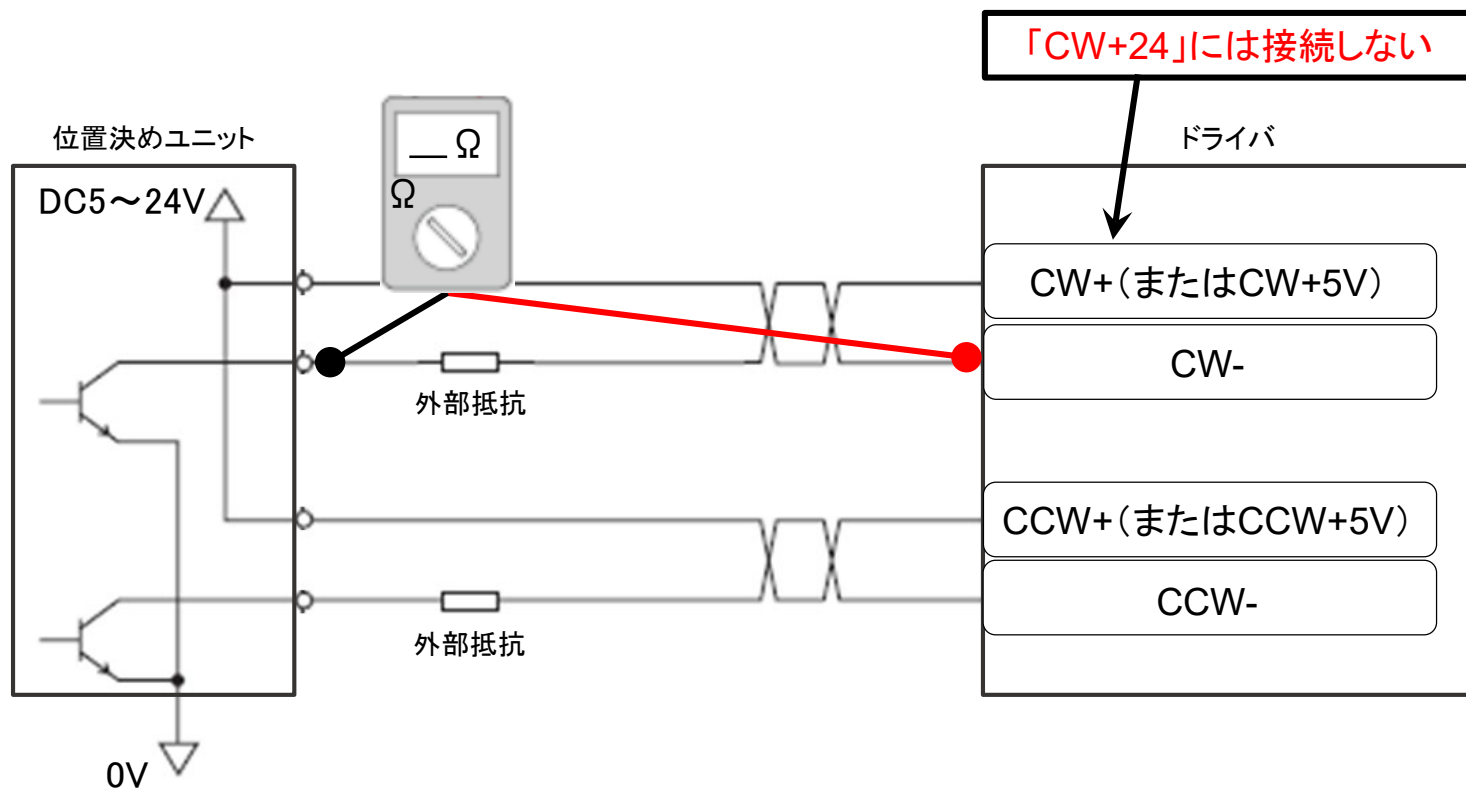 「CW+24」には接続しない
位置決めユニット
ドライバ
__ Ω
Ω
DC5～24V
CW+（またはCW+5V）
CW-
外部抵抗
CCW+（またはCCW+5V）
CCW-
外部抵抗
0V